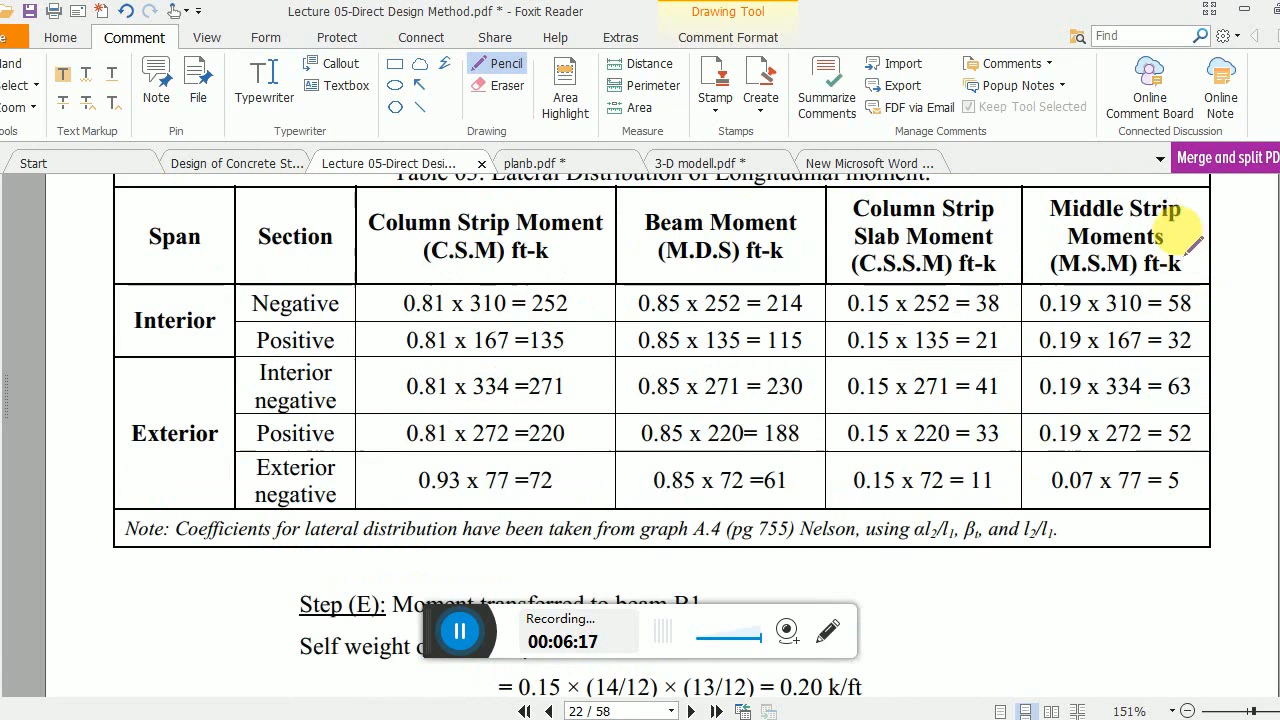 Lecture 05-Direct Design Method.pdf * - Foxit Reader
Drawing Tool
Home Comment View Form Protect Connect Share Help Extras Comment Format
Find
Note
File
Typewriter
Callout
Textbox
Pencil
Eraser
Area Highlight
Distance
Perimeter
Area
Stamp
Create
Summarize Comments
Import
Export
FDF via Email
Comments
Popup Notes
Keep Tool Selected
Online Comment Board
Online Note
Text Markup Pin Typewriter Drawing Measure Stamps Manage Comments Connected Discussion
Start Design of Concrete St... Lecture 05-Direct Desi... planb.pdf * 3-D modell.pdf * New Microsoft Word ...
Merge and split PD
Table 03: Lateral Distribution of Longitudinal moment.
Span
Section
Column Strip Moment
(C.S.M) ft-k
Beam Moment
(M.D.S) ft-k
Column Strip
Slab Moment
(C.S.S.M) ft-k
Middle Strip
Moments
(M.S.M) ft-k
Interior
Negative 0.81 x 310 = 252 0.85 x 252 = 214 0.15 x 252 = 38 0.19 x 310 = 58
Positive 0.81 x 167 =135 0.85 x 135 = 115 0.15 x 135 = 21 0.19 x 167 = 32
Exterior
Interior
negative
0.81 x 334 =271 0.85 x 271 = 230 0.15 x 271 = 41 0.19 x 334 = 63
Positive 0.81 x 272 =220 0.85 x 220= 188 0.15 x 220 = 33 0.19 x 272 = 52
Exterior
negative
0.93 x 77 =72 0.85 x 72 =61 0.15 x 72 = 11 0.07 x 77 = 5
Note: Coefficients for lateral distribution have been taken from graph A.4 (pg 755) Nelson, using αl₂/l₁, βₜ, and l₂/l₁.
Step (E): Moment transferred to beam B1
Self weight
= 0.15 × (14/12) × (13/12) = 0.20 k/ft
Recording...
00:06:17
22 / 58
151%